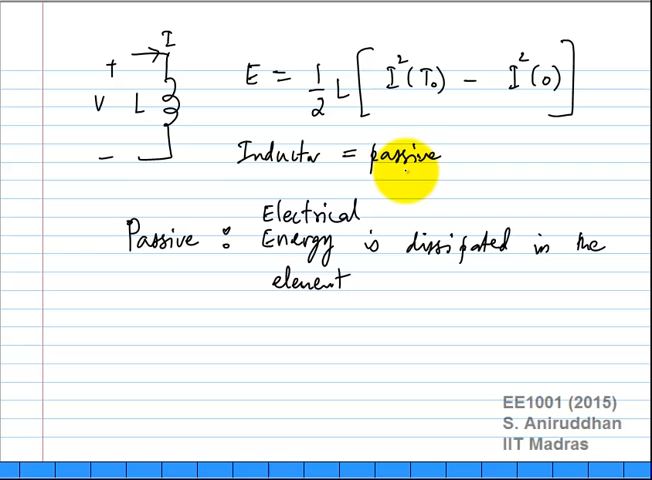 I
+
V L
-
E = 1/2 L [ I²(T₀) - I²(0) ]
Inductor = passive
Passive : Electrical
Energy is dissipated in the
element
EE1001 (2015)
S. Aniruddhan
IIT Madras